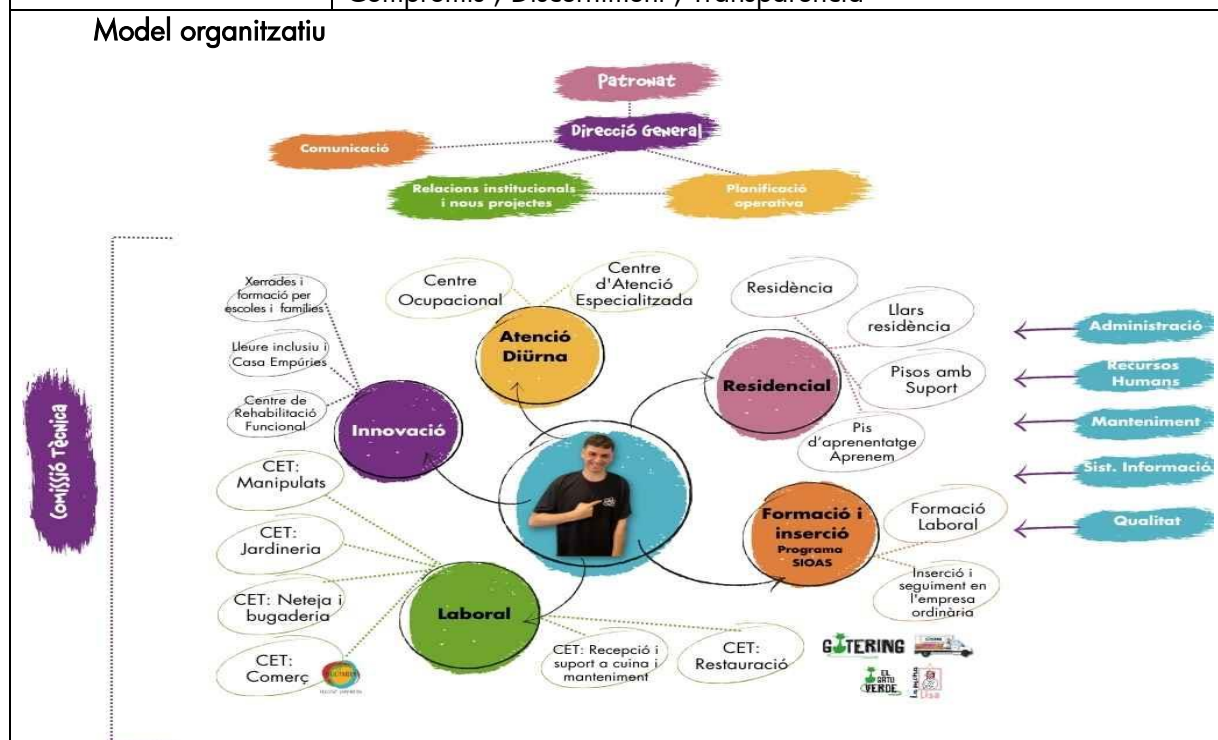 Compromís / Discerniment / Transparència
Model organitzatiu
Patronat
Direcció General
Comunicació
Relacions institucionals
i nous projectes
Planificació
operativa
Comissió Tècnica
Xerrades i
formació per
escoles i families
Lleure inclusiu i
Casa Empúries
Centre de
Rehabilitació
Funcional
Innovació
Centre
Ocupacional
Centre
d'Atenció
Especialitzada
Atenció
Diürna
Residència
Llars
residència
Pisos amb
Suport
Pis
d'aprenentatge
Aprenem
Residencial
Administració
Recursos
Humans
Manteniment
Sist. Informació
Qualitat
CET:
Manipulats
CET:
Jardineria
CET: Neteja i
bugaderia
CET:
Comerç
Laboral
CET: Recepció i
suport a cuina i
manteniment
CET:
Restauració
Formació i
inserció
Programa
SIOAS
Formació
Laboral
Inserció i
seguiment en
l'empresa
ordinària
GATERING
EL
GATU
VERDE